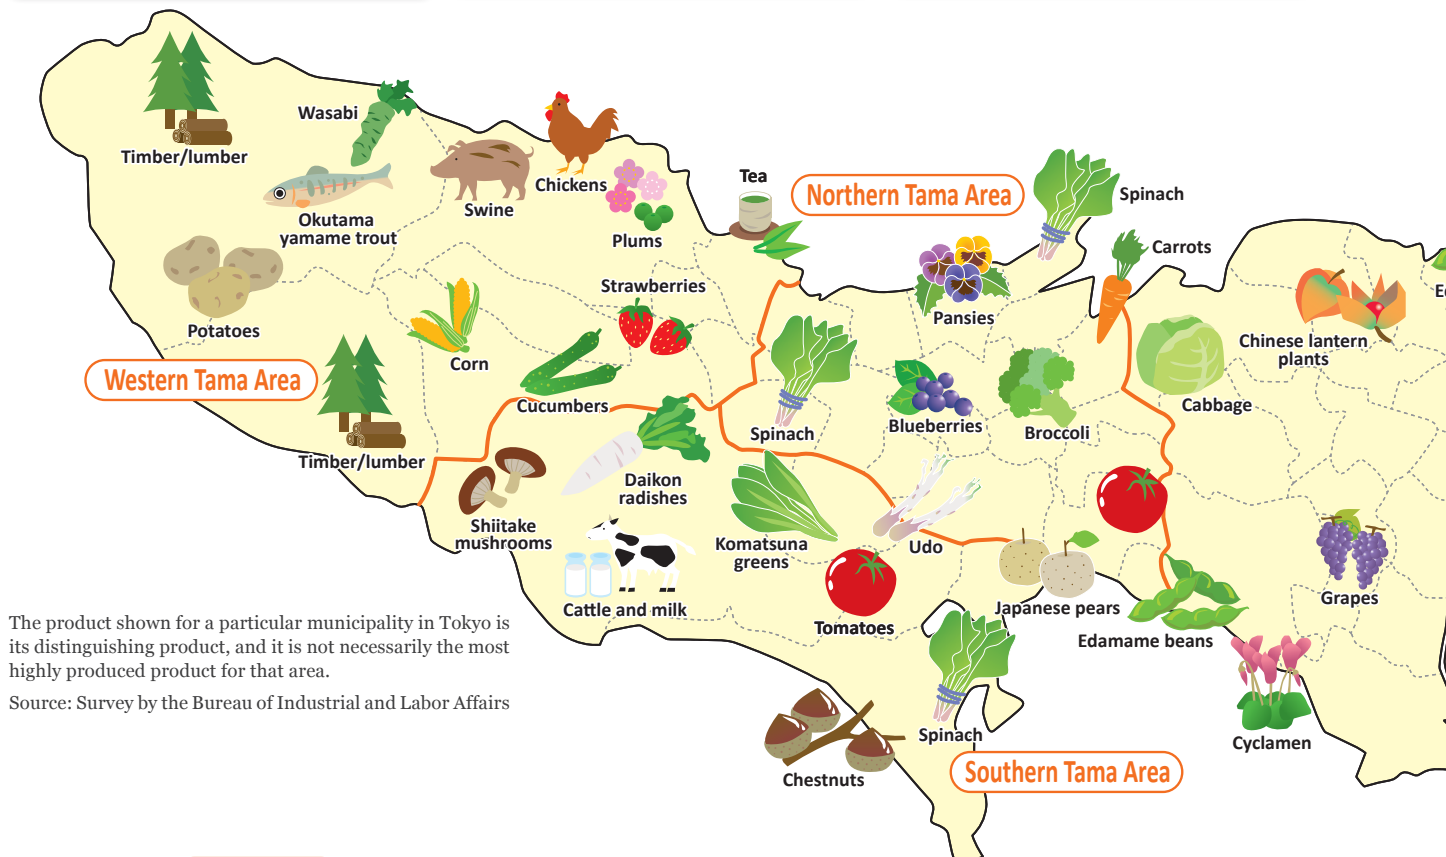 Timber/lumber
Wasabi
Okutama
yamame trout
Swine
Chickens
Plums
Tea
Northern Tama Area
Spinach
Carrots
Pansies
Potatoes
Strawberries
Corn
Cucumbers
Western Tama Area
Timber/lumber
Spinach
Blueberries
Broccoli
Cabbage
Chinese lantern
plants
Shiitake
mushrooms
Daikon
radishes
Cattle and milk
Komatsuna
greens
Udo
Tomatoes
Japanese pears
Edamame beans
Grapes
Cyclamen
Spinach
Chestnuts
Southern Tama Area
The product shown for a particular municipality in Tokyo is
its distinguishing product, and it is not necessarily the most
highly produced product for that area.
Source: Survey by the Bureau of Industrial and Labor Affairs